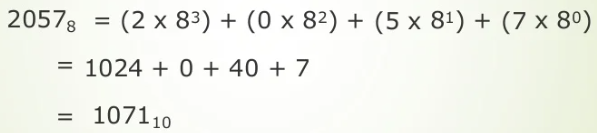 2057₈ = (2 x 8³) + (0 x 8²) + (5 x 8¹) + (7 x 8⁰)
= 1024 + 0 + 40 + 7
= 1071₁₀